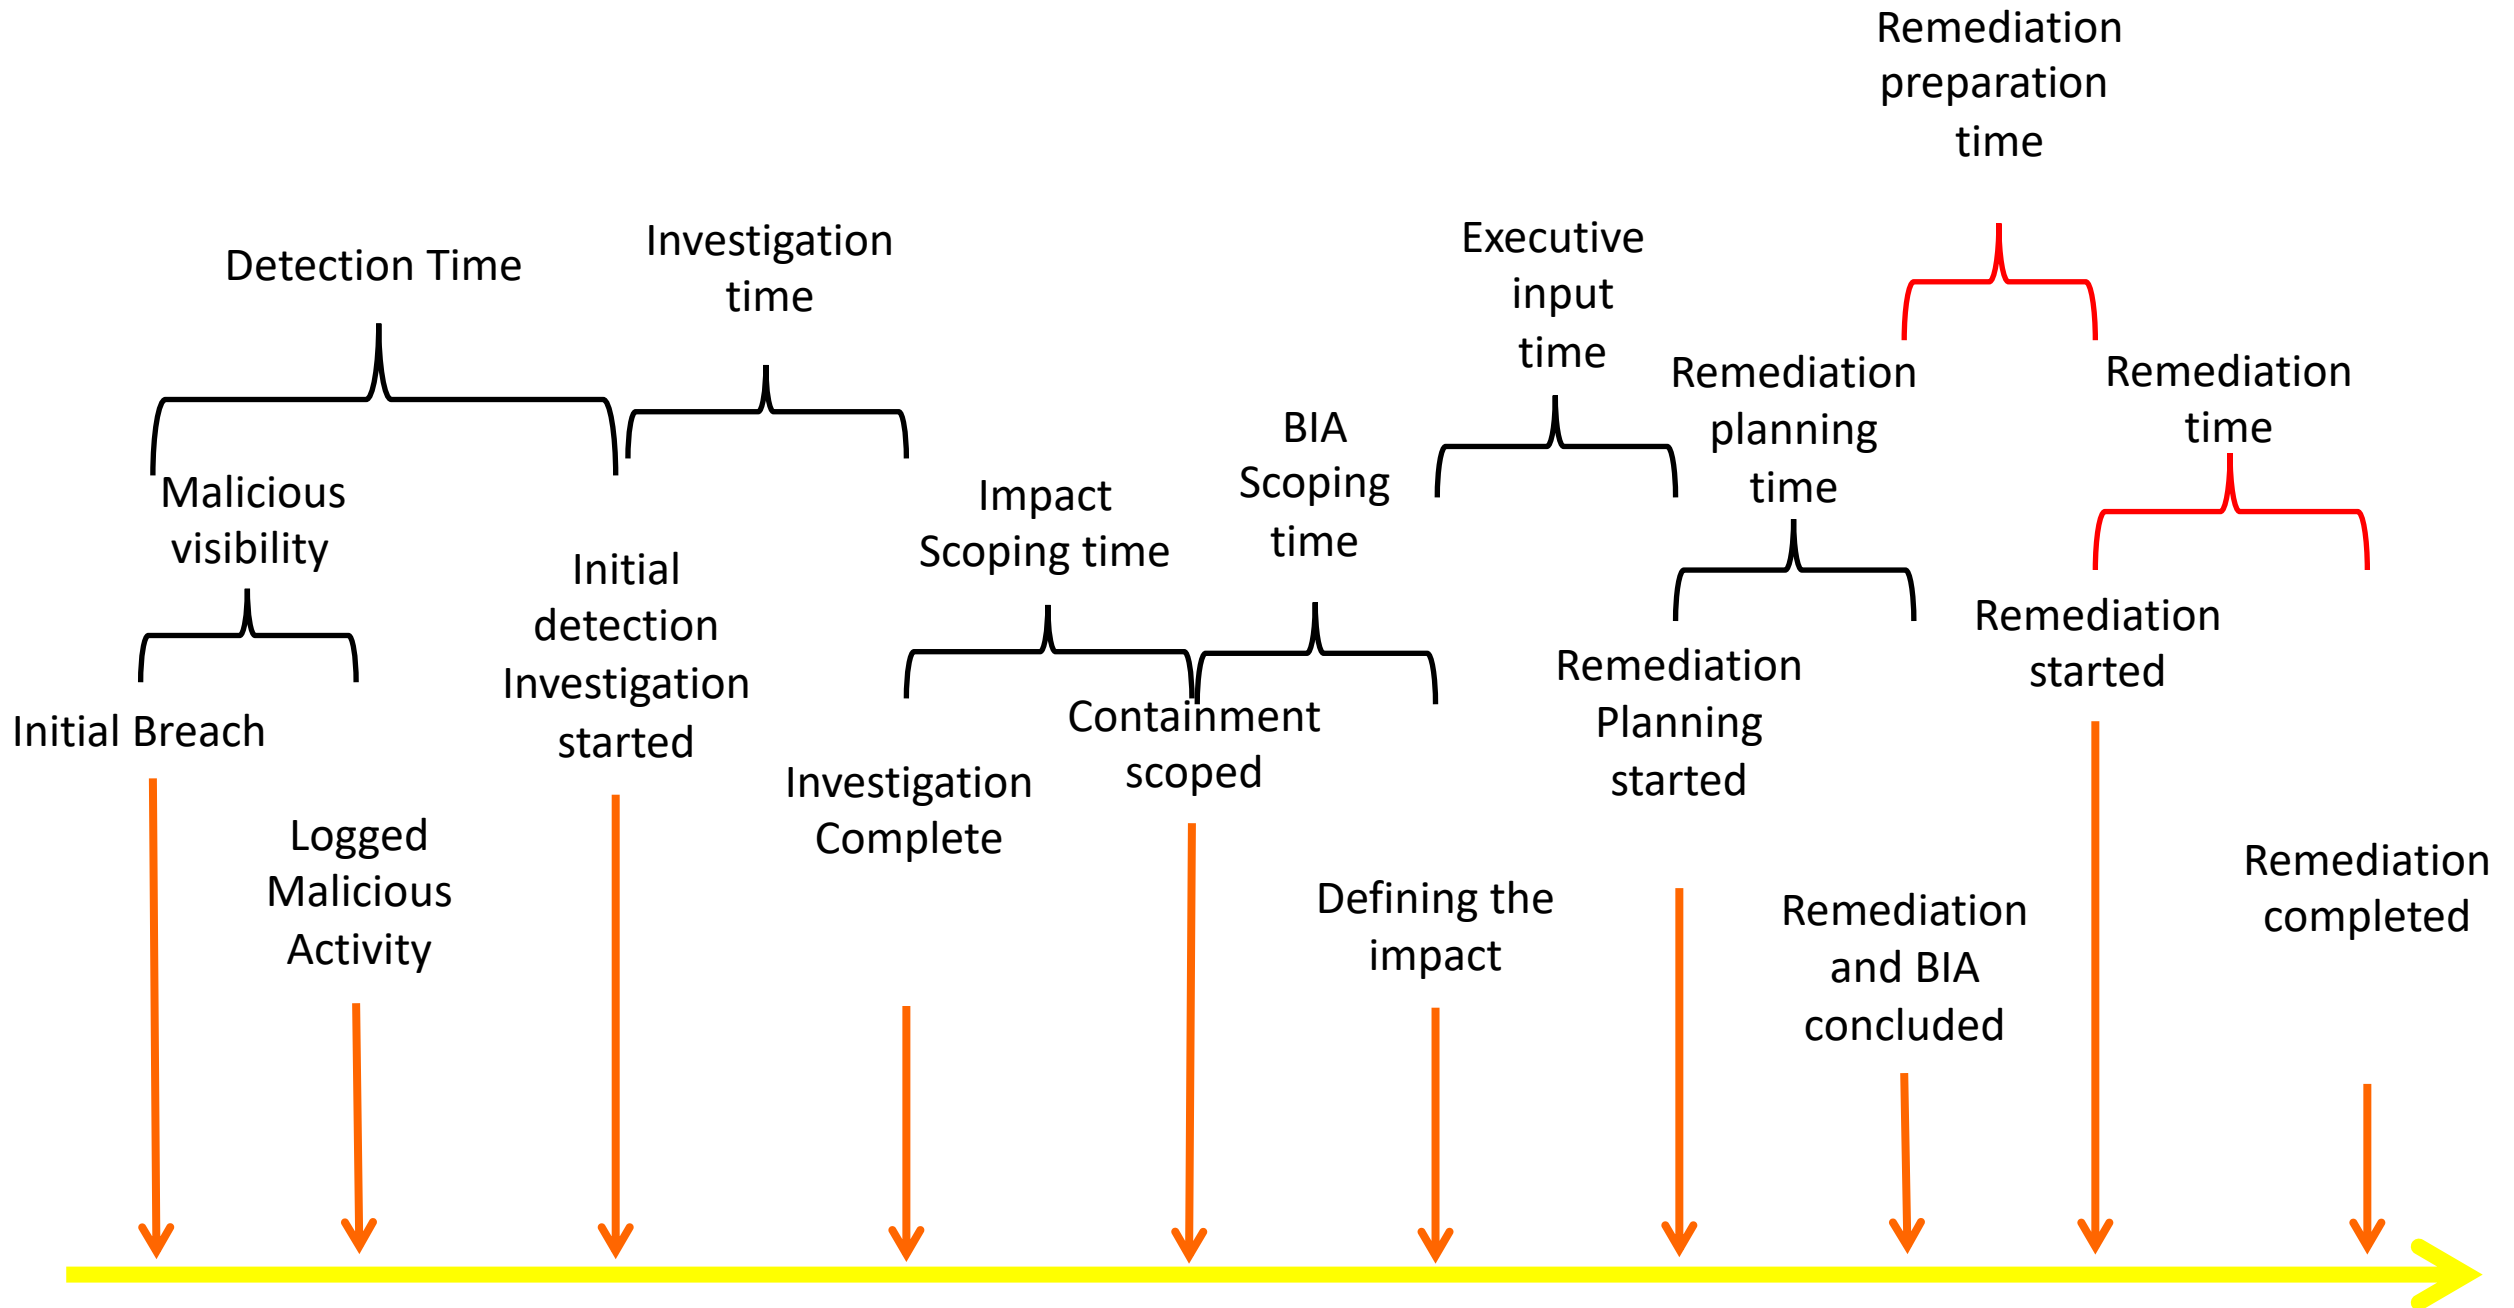 Remediation
preparation
time
Detection Time
Investigation
time
Executive
input
time
Remediation
planning
time
Remediation
time
Malicious
visibility
Impact
Scoping time
BIA
Scoping
time
Initial Breach
Logged
Malicious
Activity
Initial
detection
Investigation
started
Investigation
Complete
Containment
scoped
Defining the
impact
Remediation
Planning
started
Remediation
and BIA
concluded
Remediation
started
Remediation
completed